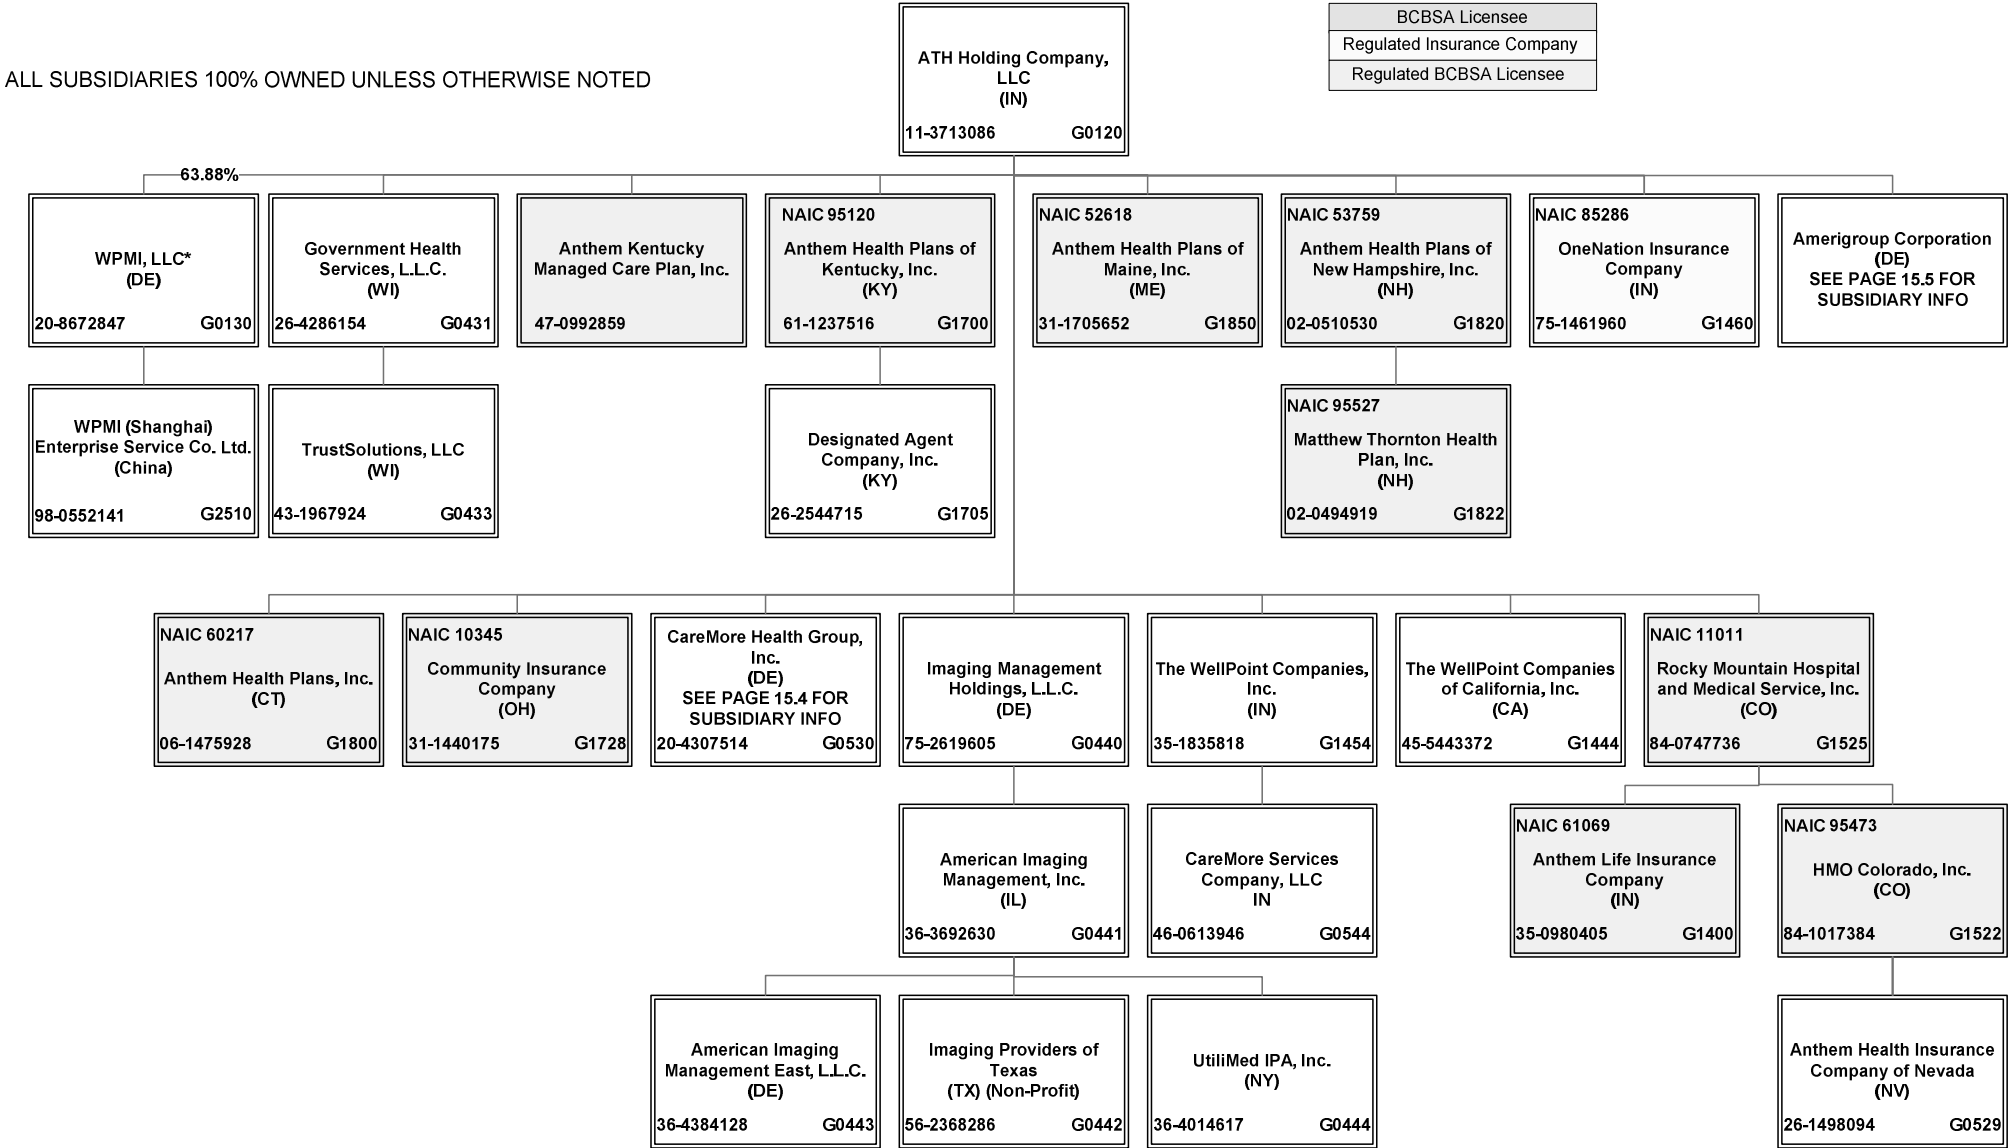 ATH Holding Company,
LLC
(IN)
11-3713086 G0120
BCBSA Licensee
Regulated Insurance Company
Regulated BCBSA Licensee
ALL SUBSIDIARIES 100% OWNED UNLESS OTHERWISE NOTED
63.88%
WPMI, LLC*
(DE)
20-8672847 G0130
Government Health
Services, L.L.C.
(WI)
26-4286154 G0431
Anthem Kentucky
Managed Care Plan, Inc.
47-0992859
NAIC 95120
Anthem Health Plans of
Kentucky, Inc.
(KY)
61-1237516 G1700
NAIC 52618
Anthem Health Plans of
Maine, Inc.
(ME)
31-1705652 G1850
NAIC 53759
Anthem Health Plans of
New Hampshire, Inc.
(NH)
02-0510530 G1820
NAIC 85286
OneNation Insurance
Company
(IN)
75-1461960 G1460
Amerigroup Corporation
(DE)
SEE PAGE 15.5 FOR
SUBSIDIARY INFO
WPMI (Shanghai)
Enterprise Service Co. Ltd.
(China)
98-0552141 G2510
TrustSolutions, LLC
(WI)
43-1967924 G0433
Designated Agent
Company, Inc.
(KY)
26-2544715 G1705
NAIC 95527
Matthew Thornton Health
Plan, Inc.
(NH)
02-0494919 G1822
NAIC 60217
Anthem Health Plans, Inc.
(CT)
06-1475928 G1800
NAIC 10345
Community Insurance
Company
(OH)
31-1440175 G1728
CareMore Health Group,
Inc.
(DE)
SEE PAGE 15.4 FOR
SUBSIDIARY INFO
20-4307514 G0530
Imaging Management
Holdings, L.L.C.
(DE)
75-2619605 G0440
The WellPoint Companies,
Inc.
(IN)
35-1835818 G1454
The WellPoint Companies
of California, Inc.
(CA)
45-5443372 G1444
NAIC 11011
Rocky Mountain Hospital
and Medical Service, Inc.
(CO)
84-0747736 G1525
American Imaging
Management, Inc.
(IL)
36-3692630 G0441
CareMore Services
Company, LLC
IN
46-0613946 G0544
NAIC 61069
Anthem Life Insurance
Company
(IN)
35-0980405 G1400
NAIC 95473
HMO Colorado, Inc.
(CO)
84-1017384 G1522
American Imaging
Management East, L.L.C.
(DE)
36-4384128 G0443
Imaging Providers of
Texas
(TX) (Non-Profit)
56-2368286 G0442
UtiliMed IPA, Inc.
(NY)
36-4014617 G0444
Anthem Health Insurance
Company of Nevada
(NV)
26-1498094 G0529